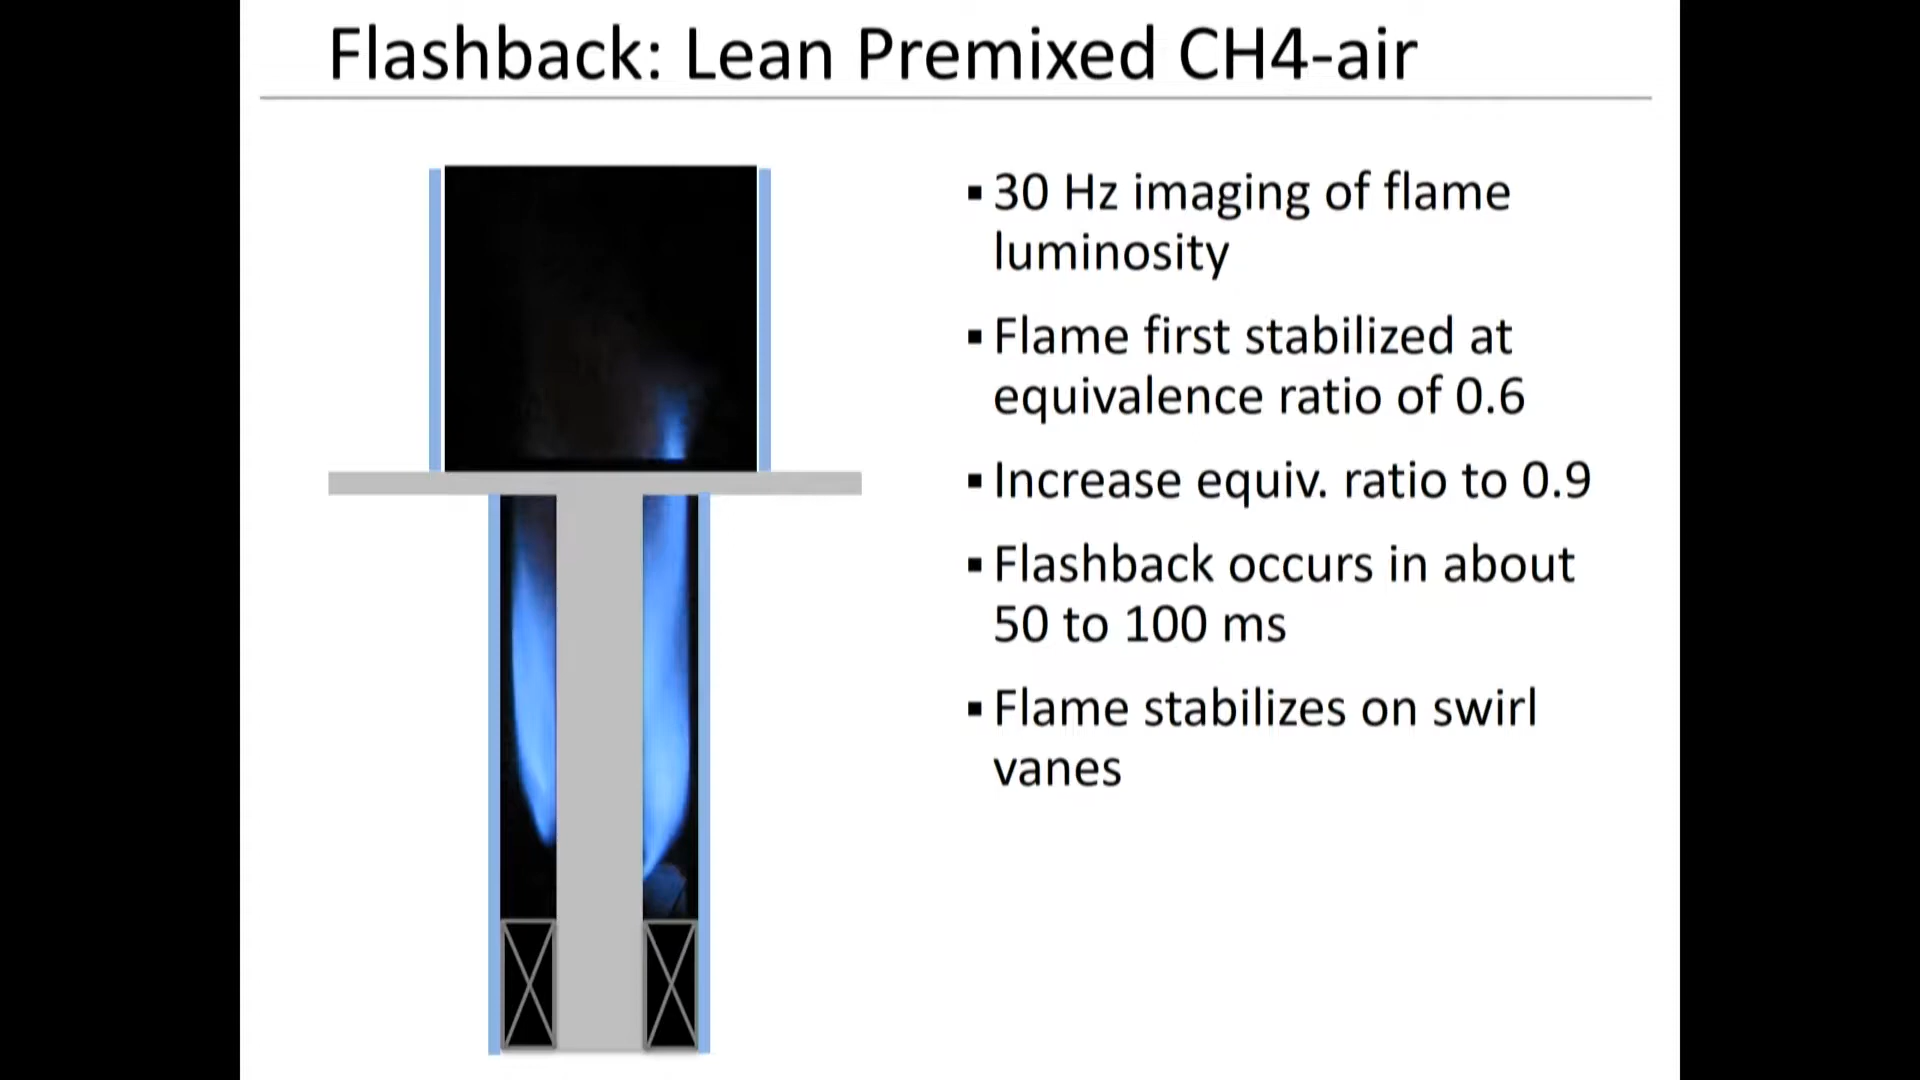 Flashback: Lean Premixed CH4-air
▪ 30 Hz imaging of flame
luminosity
▪ Flame first stabilized at
equivalence ratio of 0.6
▪ Increase equiv. ratio to 0.9
▪ Flashback occurs in about
50 to 100 ms
▪ Flame stabilizes on swirl
vanes